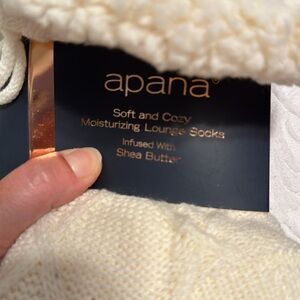 apana®
Soft and Cozy
Moisturizing Lounge Socks
Infused With
Shea Butter